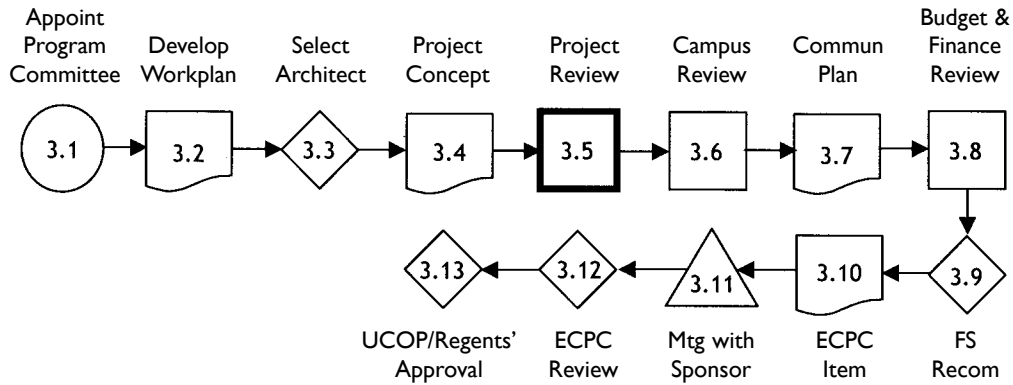 Appoint
Program
Committee
Develop
Workplan
Select
Architect
Project
Concept
Project
Review
Campus
Review
Commun
Plan
Budget &
Finance
Review
3.1
3.2
3.3
3.4
3.5
3.6
3.7
3.8
3.13
3.12
3.11
3.10
3.9
UCOP/Regents'
Approval
ECPC
Review
Mtg with
Sponsor
ECPC
Item
FS
Recom